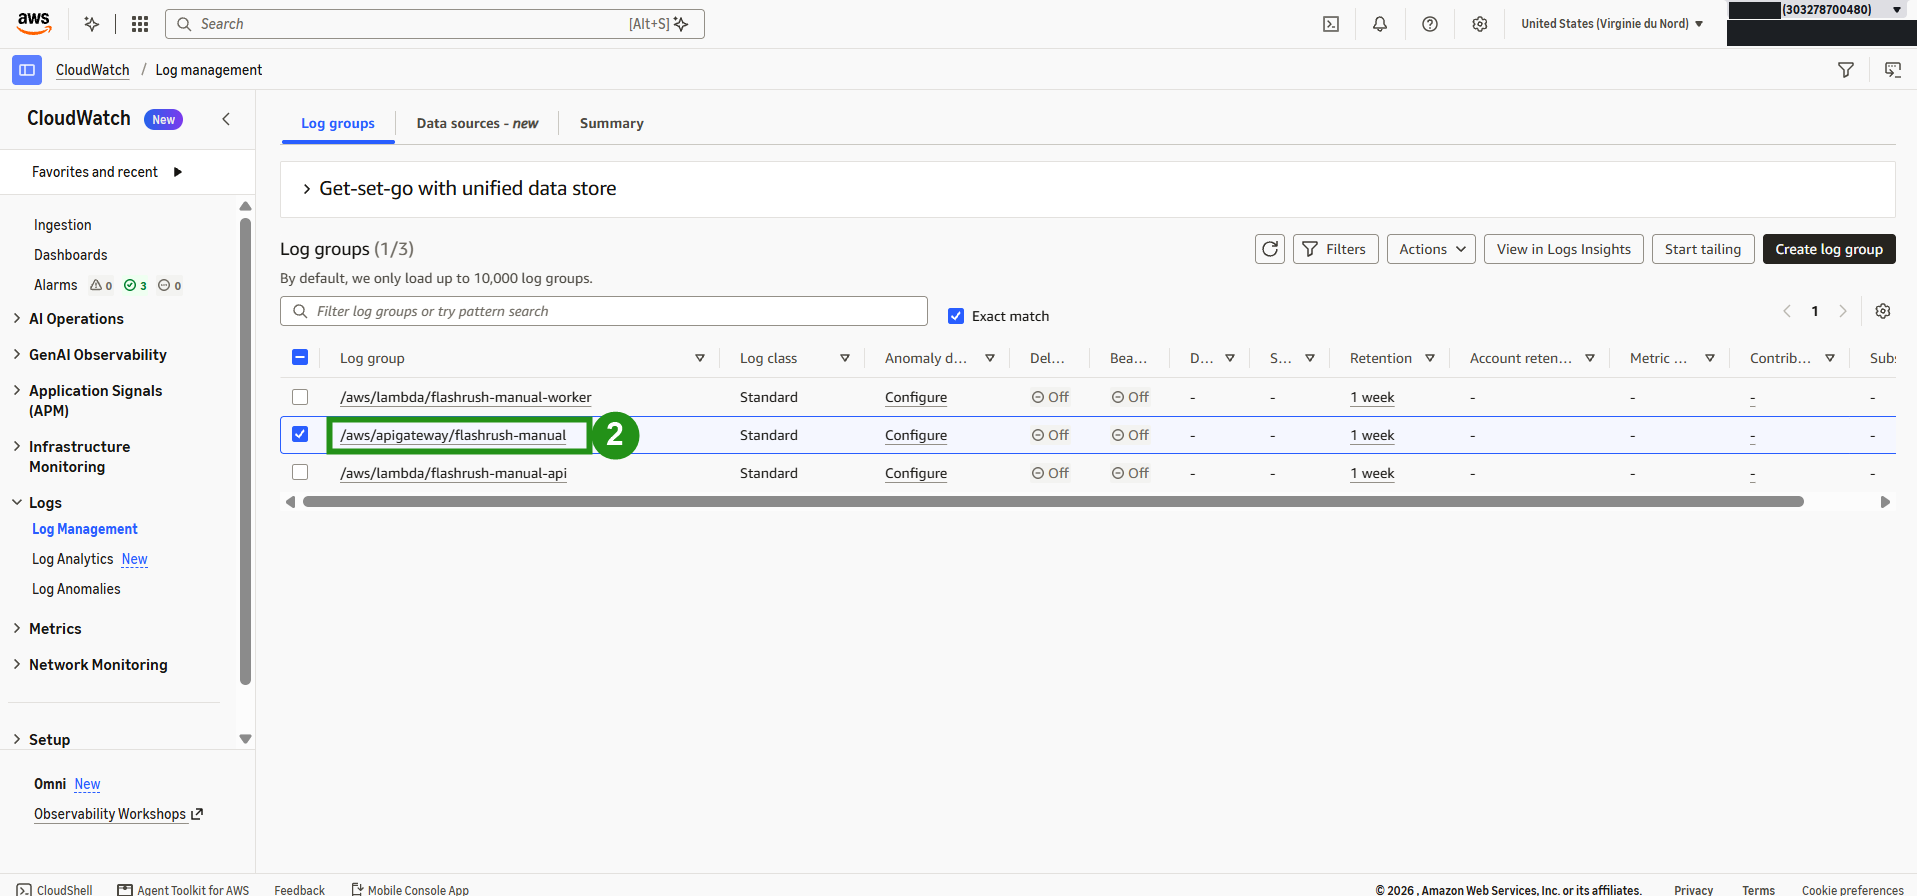 aws
Search [Alt+S]
United States (Virginie du Nord)
(303278700480)
CloudWatch / Log management
CloudWatch New
Favorites and recent
Ingestion
Dashboards
Alarms 0 3 0
AI Operations
GenAI Observability
Application Signals
(APM)
Infrastructure
Monitoring
Logs
Log Management
Log Analytics New
Log Anomalies
Metrics
Network Monitoring
Setup
Omni New
Observability Workshops
Log groups Data sources - new Summary
Get-set-go with unified data store
Log groups (1/3)
Filters Actions View in Logs Insights Start tailing Create log group
By default, we only load up to 10,000 log groups.
Filter log groups or try pattern search
Exact match
1
Log group Log class Anomaly d... Del... Bea... D... S... Retention Account reten... Metric ... Contrib... Subs
/aws/lambda/flashrush-manual-worker Standard Configure Off Off - - 1 week - - - -
/aws/apigateway/flashrush-manual 2 Standard Configure Off Off - - 1 week - - - -
/aws/lambda/flashrush-manual-api Standard Configure Off Off - - 1 week - - - -
CloudShell Agent Toolkit for AWS Feedback Mobile Console App
© 2026 , Amazon Web Services, Inc. or its affiliates. Privacy Terms Cookie preferences